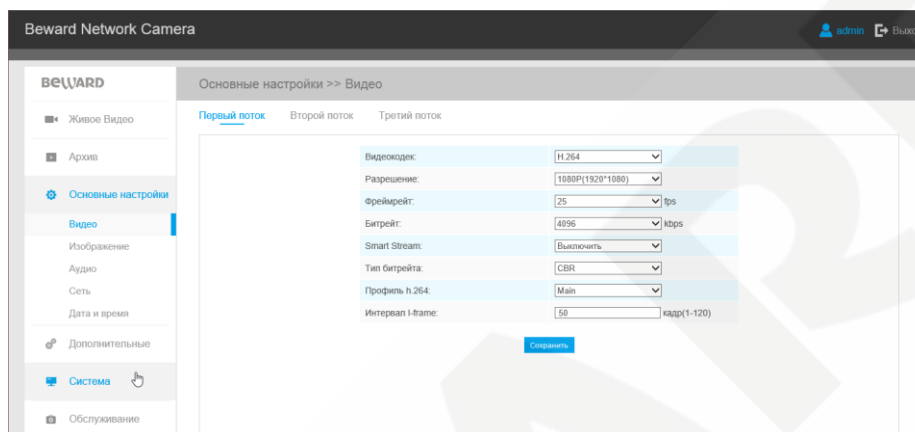 Beward Network Camera
admin Выхо
BEWARD
Основные настройки >> Видео
Живое Видео
Архив
Основные настройки
Видео
Изображение
Аудио
Сеть
Дата и время
Дополнительные
Система
Обслуживание
Первый поток Второй поток Третий поток
Видеокодек: H.264
Разрешение: 1080P(1920*1080)
Фреймрейт: 25 fps
Битрейт: 4096 kbps
Smart Stream: Выключить
Тип битрейта: CBR
Профиль h.264: Main
Интервал I-frame: 50 кадр(1-120)
Сохранить